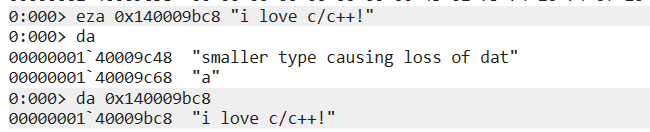 0:000> eza 0x140009bc8 "i love c/c++!"
0:000> da
00000001`40009c48  "smaller type causing loss of dat"
00000001`40009c68  "a"
0:000> da 0x140009bc8
00000001`40009bc8  "i love c/c++!"